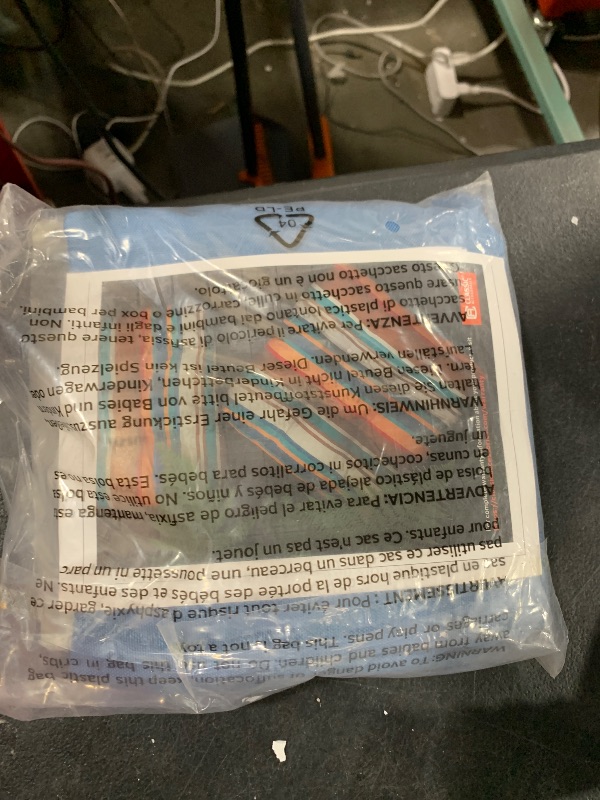 WARNING: To avoid danger of suffocation, keep this plastic bag
away from babies and children. Do not use this bag in cribs,
carriages or play pens. This bag is not a toy
AVERTISSEMENT : Pour éviter tout risque d'asphyxie, garder ce
sac en plastique hors de la portée des bébés et des enfants. Ne
pas utiliser ce sac dans un berceau, une poussette ni un parc
pour enfants. Ce sac n'est pas un jouet.
ADVERTENCIA: Para evitar el peligro de asfixia, mantenga est
bolsa de plástico alejada de bebés y niños. No utilice esta bolsa
en cunas, cochecitos ni corralitos para bebés. Esta bolsa no es
un juguete.
WARNHINWEIS: Um die Gefahr einer Erstickung
halten Sie diesen Kunststoffbeutel bitte von Babies und Kindern
fern. Diesen Beutel nicht in Kinderbettchen, Kinderwagen ode
Laufställen verwenden. Dieser Beutel ist kein Spielzeug.
AVVERTENZA: Per evitare il pericolo di asfissia, tenere questo
sacchetto di plastica lontano dai bambini e dagli infanti. Non
usare questo sacchetto in culle, carrozzine o box per bambini.
Questo sacchetto non è un giocattolo.
04
PE-LD